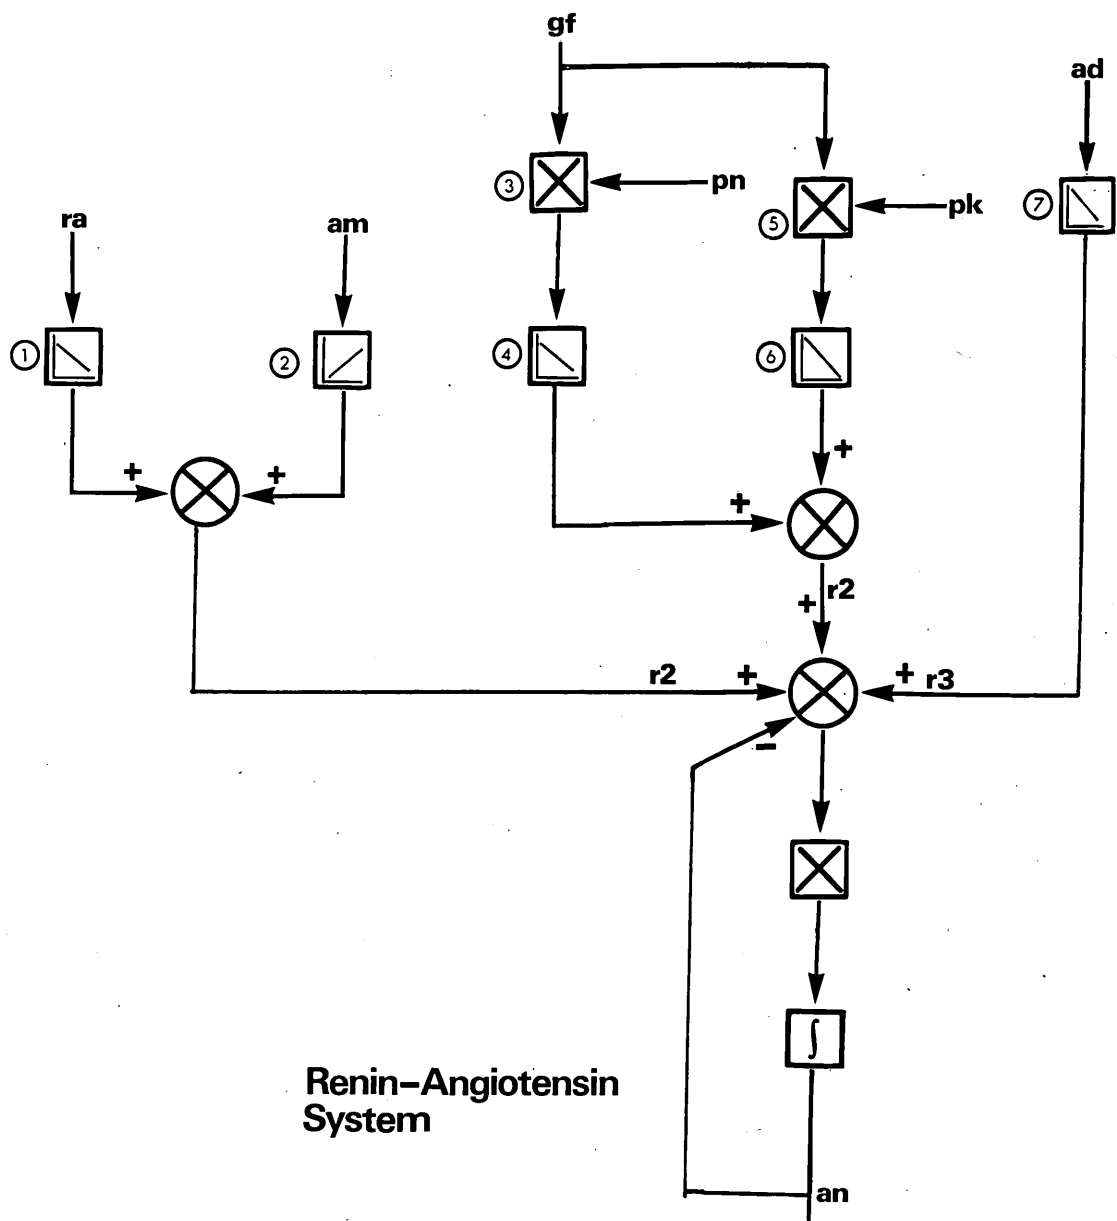 gf
ad
③
pn
⑤
pk
⑦
ra
am
①
②
④
⑥
+
+
+
+
+
r2
r2
+
+
r3
−
∫
Renin–Angiotensin
System
an